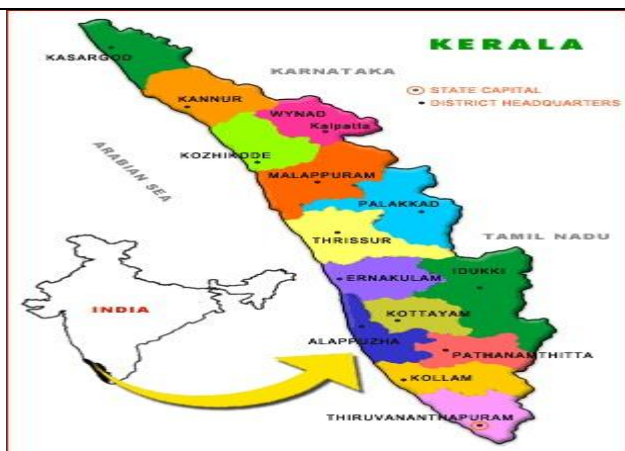 KERALA
KASARGOD
KARNATAKA
STATE CAPITAL
DISTRICT HEADQUARTERS
KANNUR
WYNAD
Kalpatta
KOZHIKODE
ARABIAN SEA
MALAPPURAM
PALAKKAD
THRISSUR
TAMIL NADU
ERNAKULAM
IDUKKI
INDIA
KOTTAYAM
ALAPPUZHA
PATHANAMTHITTA
KOLLAM
THIRUVANANTHAPURAM